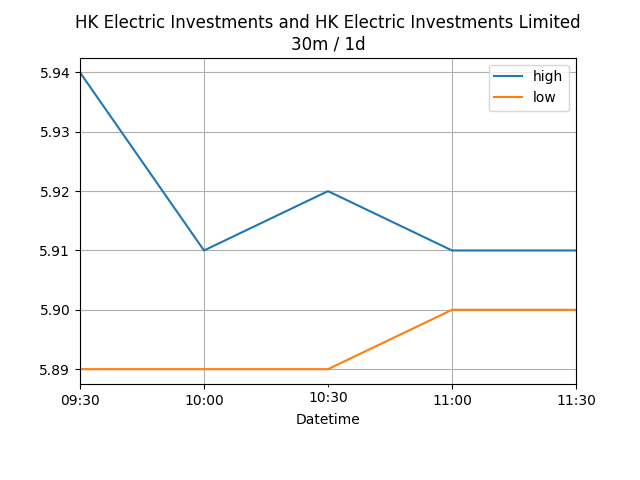 HK Electric Investments and HK Electric Investments Limited
30m / 1d
high
low
5.94
5.93
5.92
5.91
5.90
5.89
09:30 10:00 10:30 11:00 11:30
Datetime